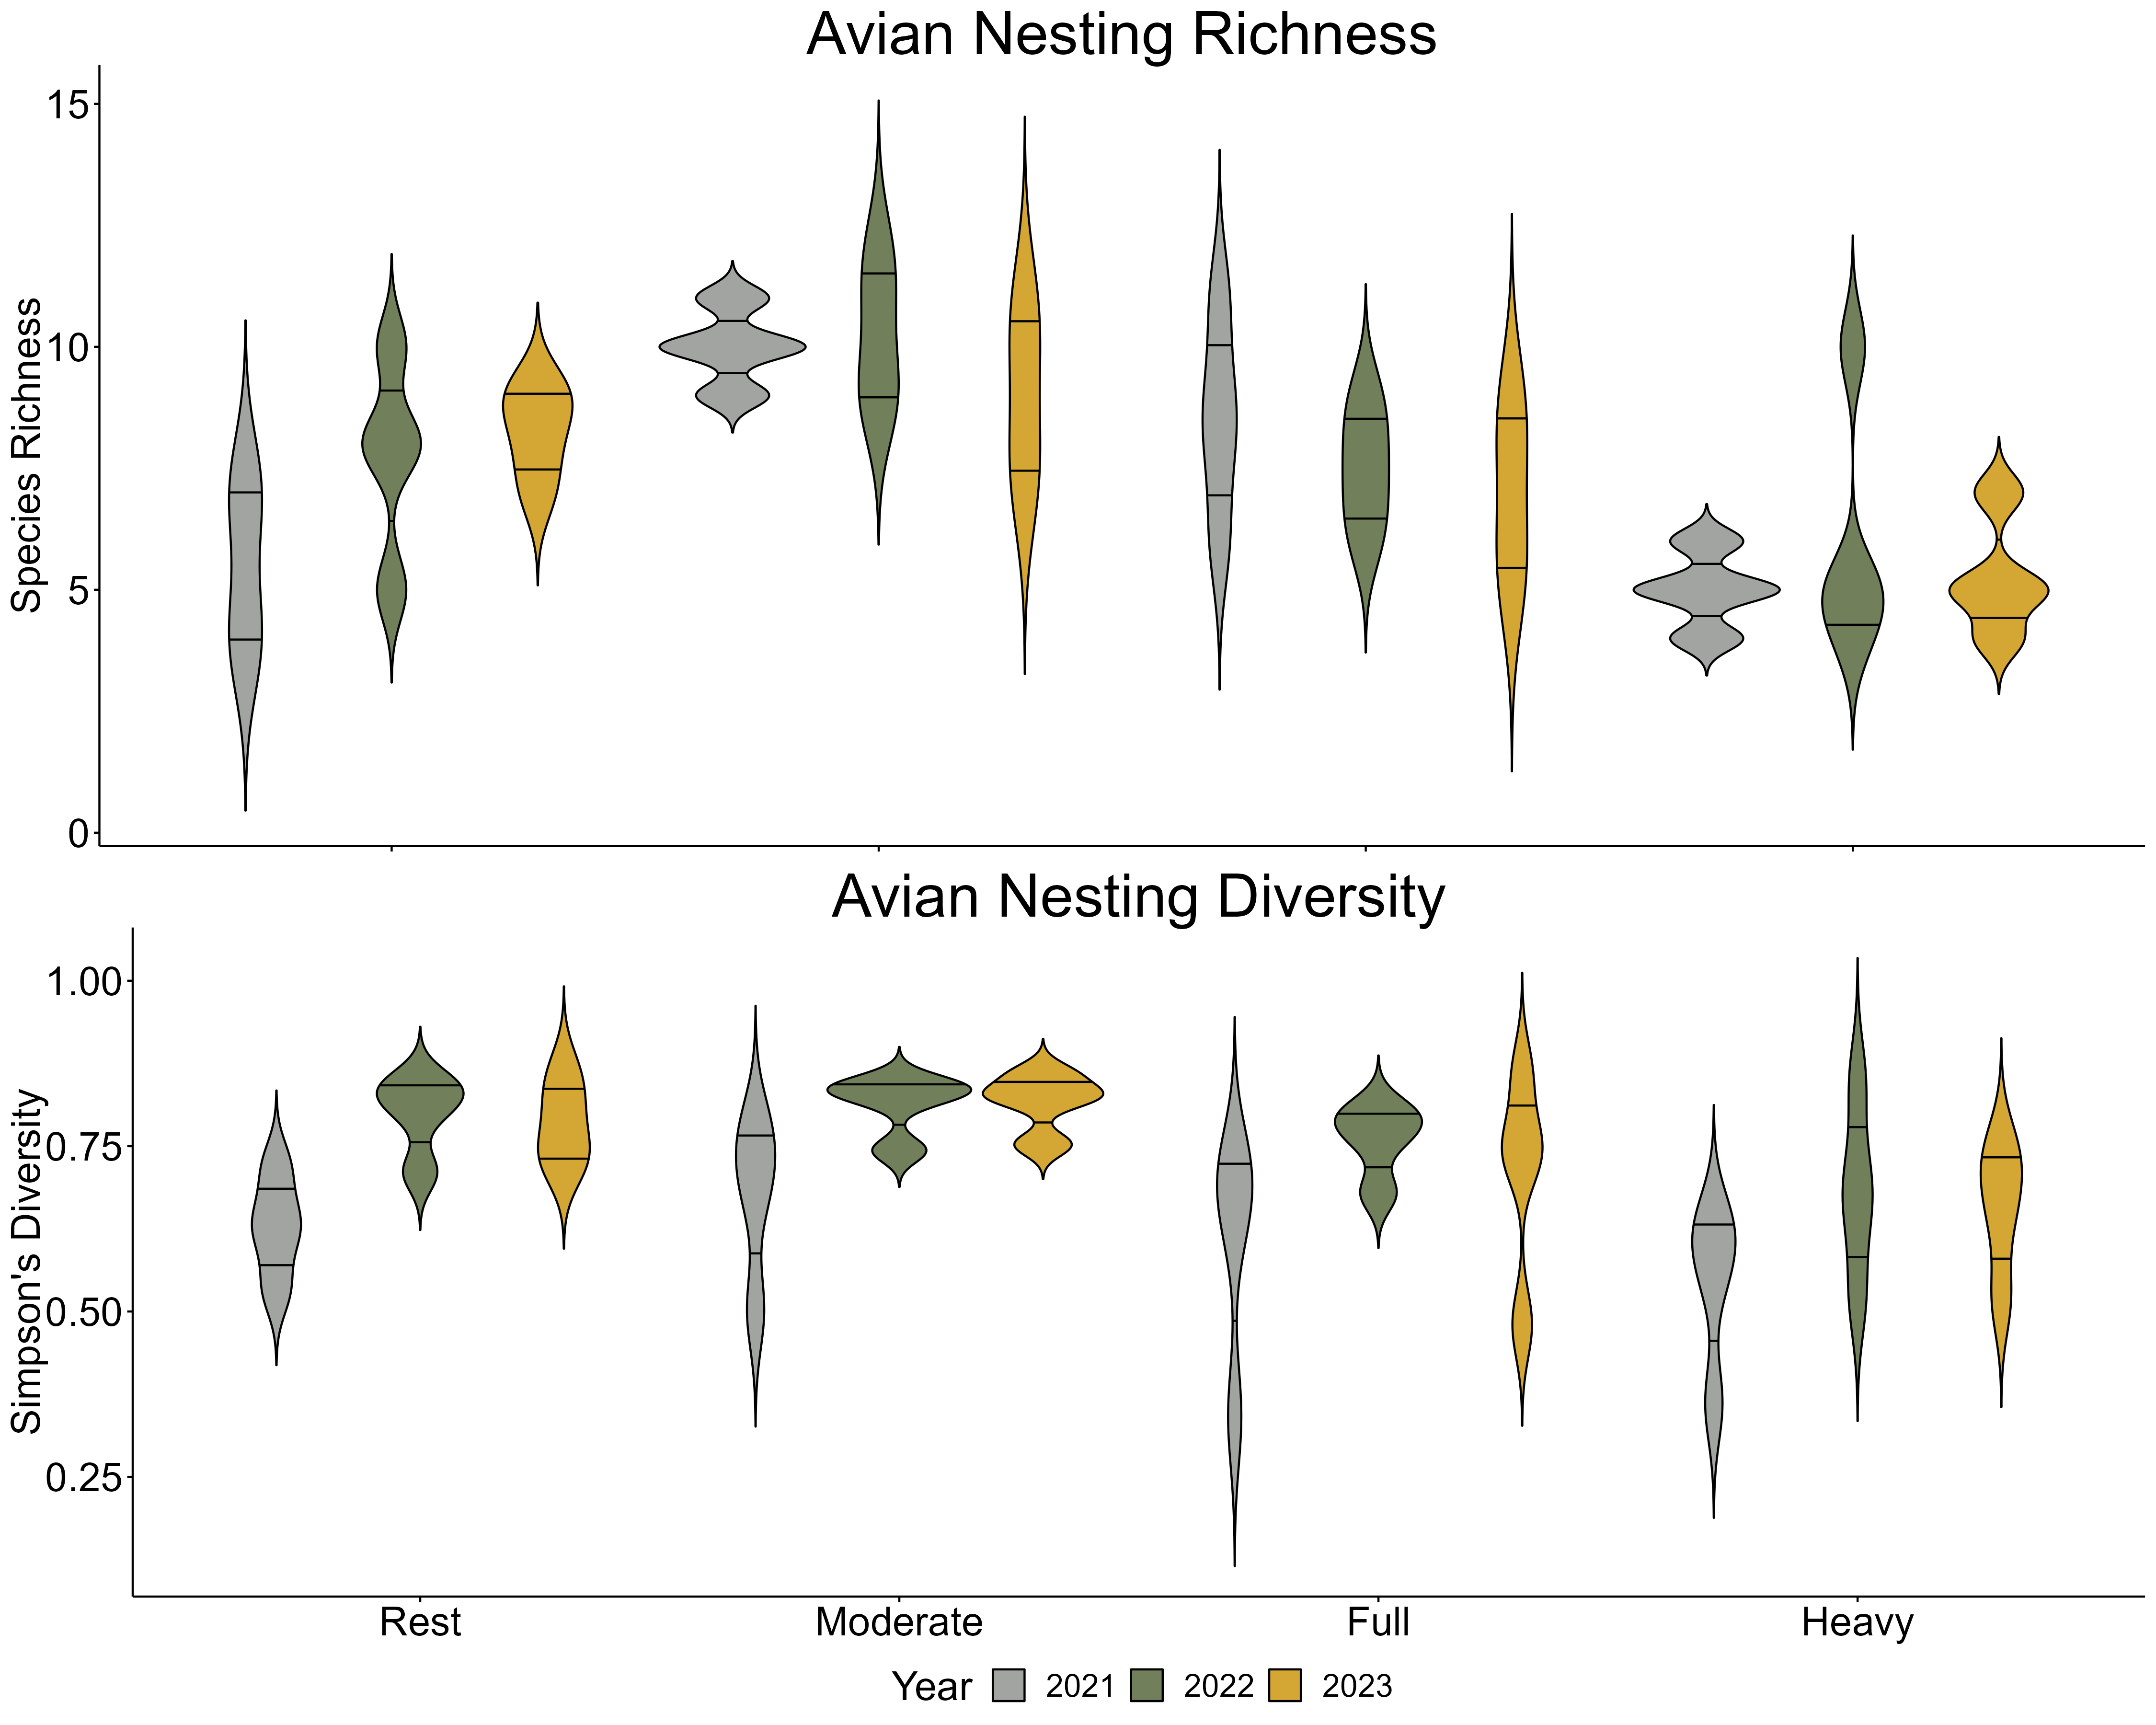 Avian Nesting Richness
Species Richness
15
10
5
0
Avian Nesting Diversity
Simpson's Diversity
1.00
0.75
0.50
0.25
Rest Moderate Full Heavy
Year 2021 2022 2023